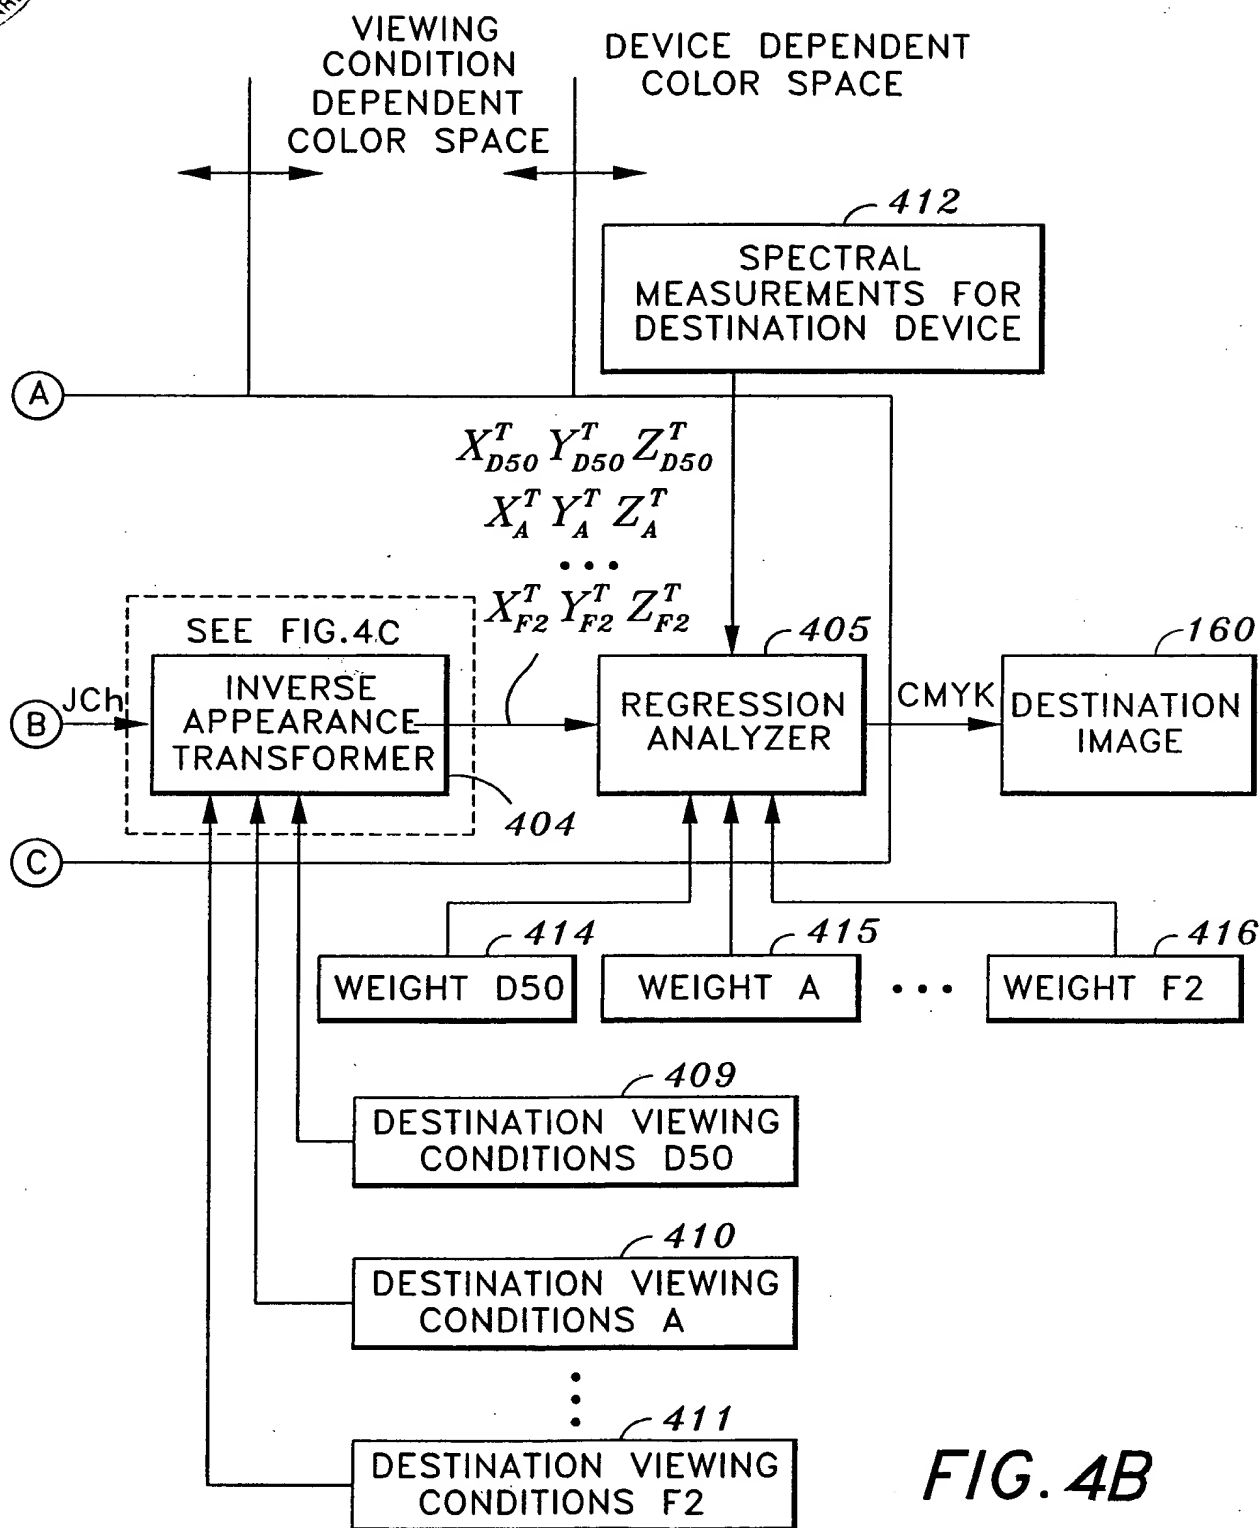 VIEWING
CONDITION
DEPENDENT
COLOR SPACE
DEVICE DEPENDENT
COLOR SPACE
412
SPECTRAL
MEASUREMENTS FOR
DESTINATION DEVICE
A
X^T_D50 Y^T_D50 Z^T_D50
X^T_A Y^T_A Z^T_A
...
X^T_F2 Y^T_F2 Z^T_F2
SEE FIG.4C
405
160
B
JCh
INVERSE
APPEARANCE
TRANSFORMER
REGRESSION
ANALYZER
CMYK
DESTINATION
IMAGE
404
C
414
415
416
WEIGHT D50
WEIGHT A
...
WEIGHT F2
409
DESTINATION VIEWING
CONDITIONS D50
410
DESTINATION VIEWING
CONDITIONS A
411
DESTINATION VIEWING
CONDITIONS F2
FIG. 4B